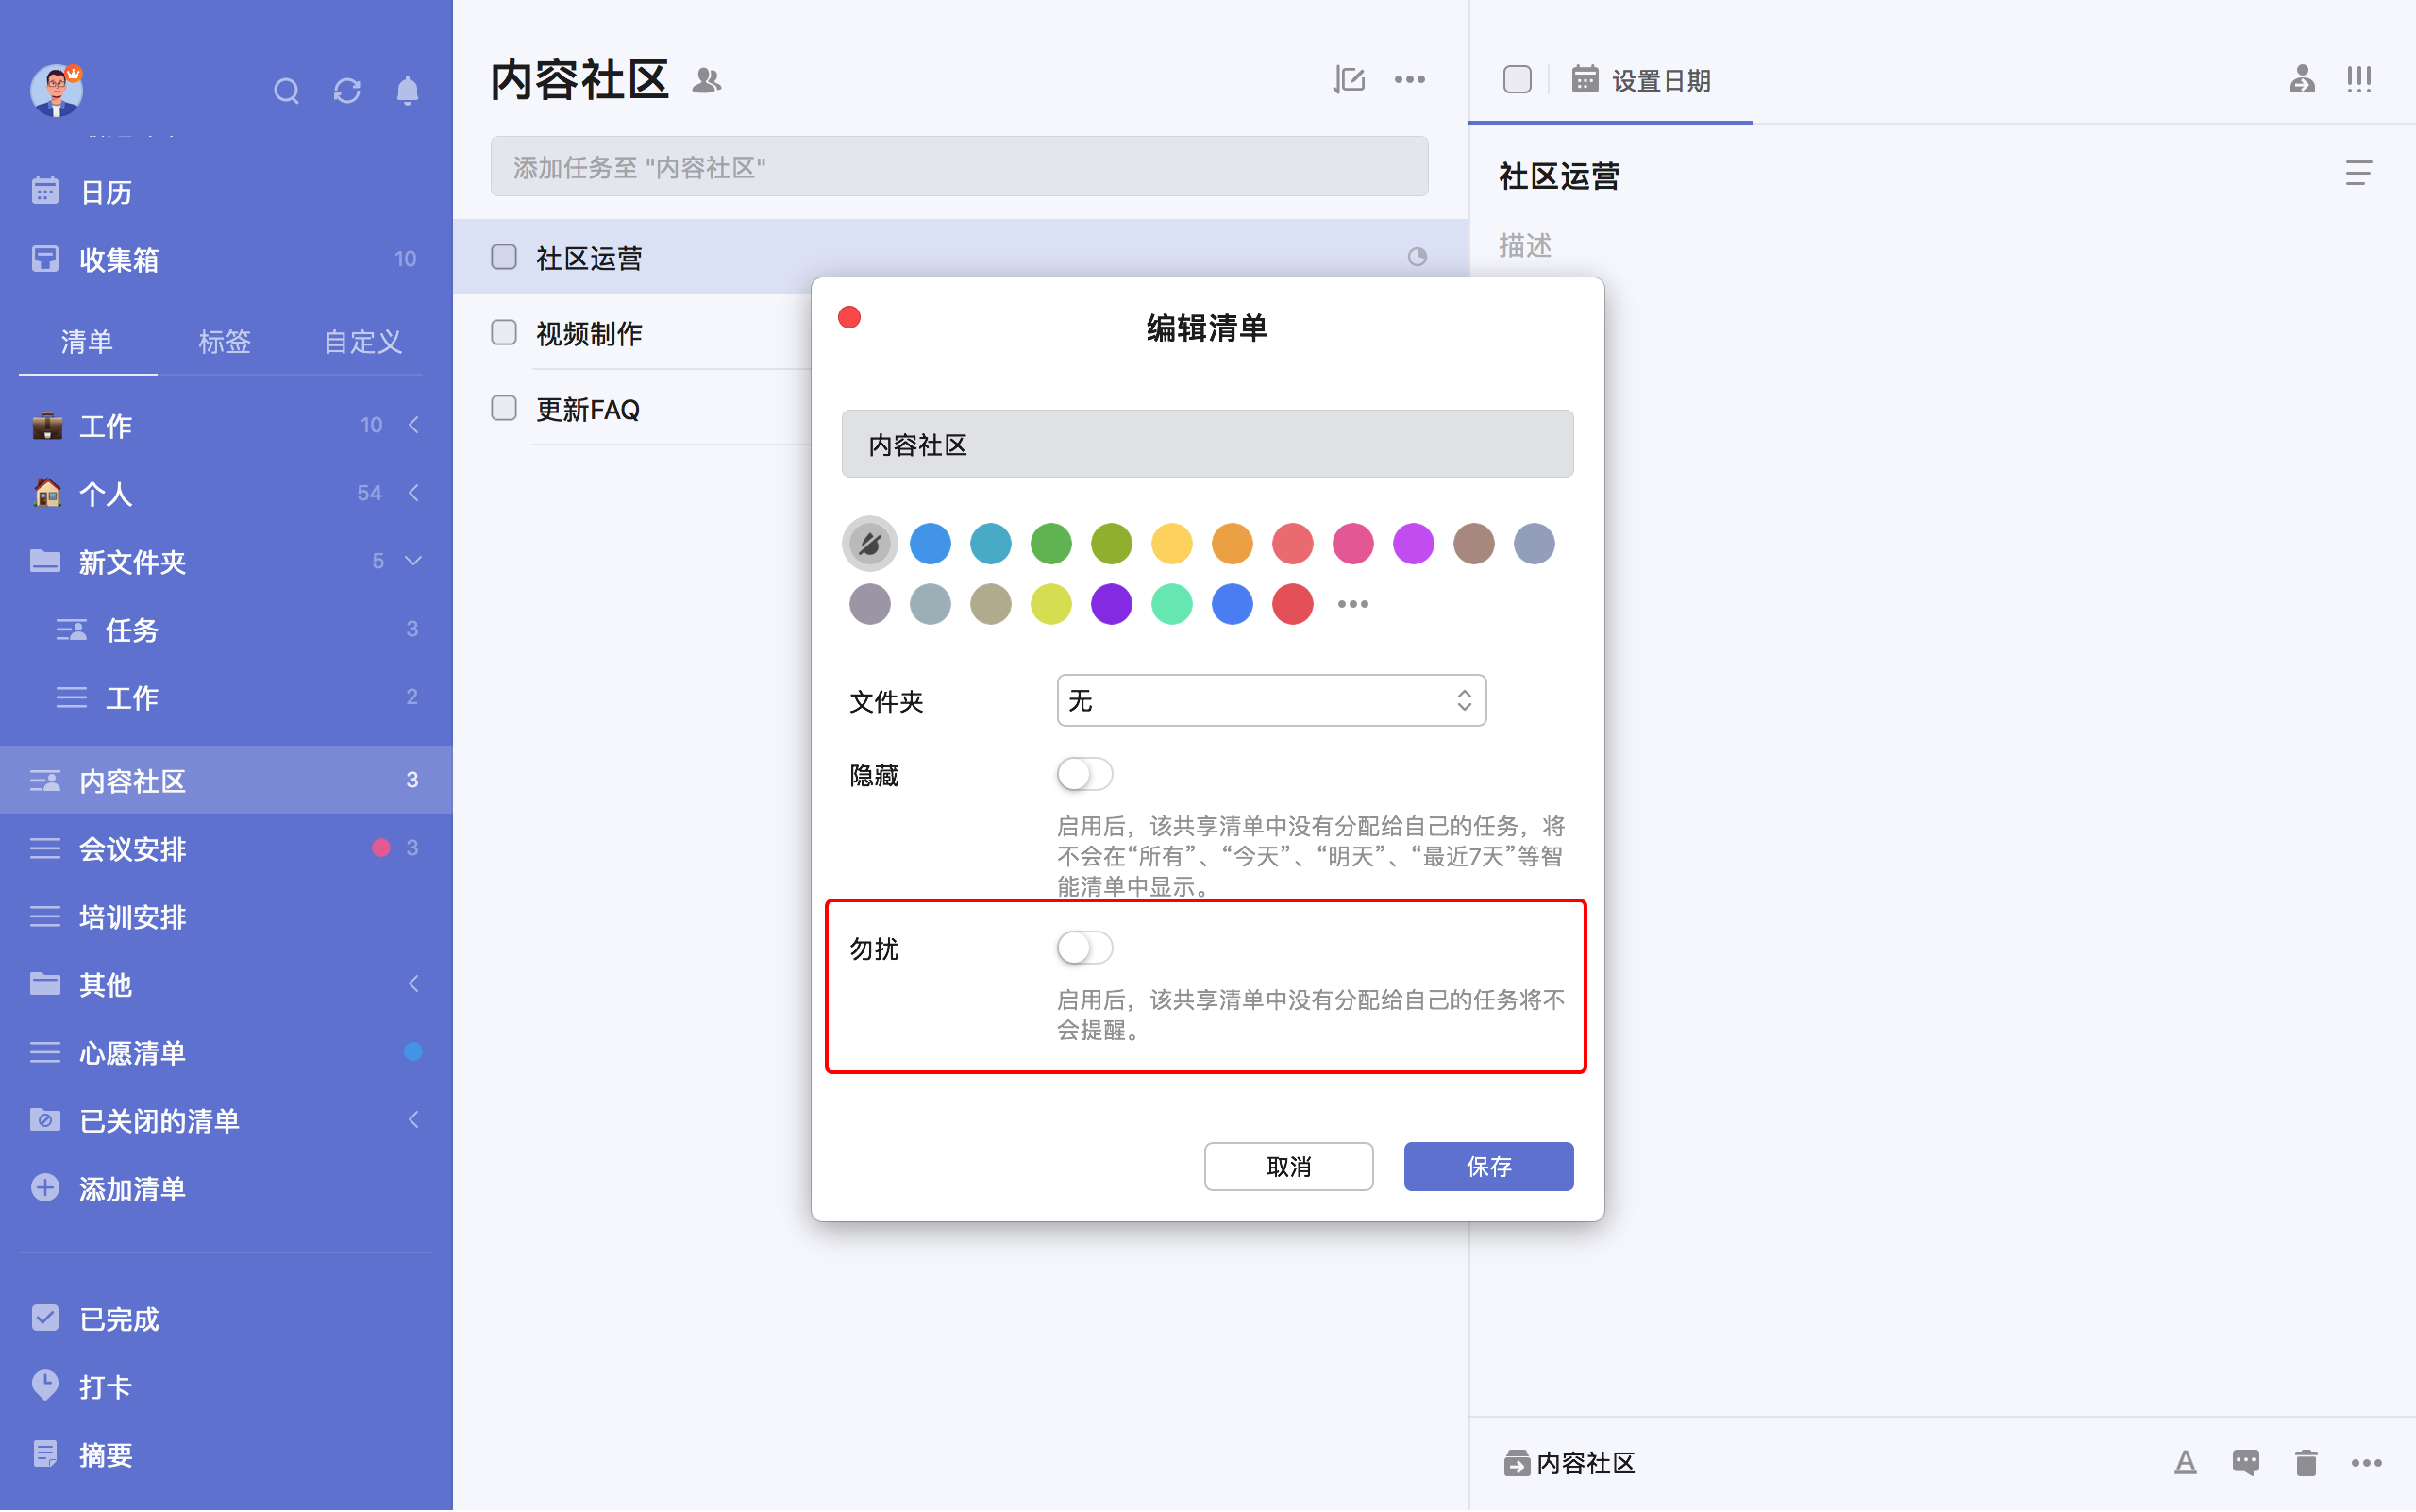 日历
收集箱 10
清单 标签 自定义
工作 10
个人 54
新文件夹 5
任务 3
工作 2
内容社区 3
会议安排 3
培训安排
其他
心愿清单
已关闭的清单
添加清单
已完成
打卡
摘要
内容社区
添加任务至 "内容社区"
社区运营
视频制作
更新FAQ
编辑清单
内容社区
文件夹 无
隐藏
启用后，该共享清单中没有分配给自己的任务，将
不会在“所有”、“今天”、“明天”、“最近7天”等智
能清单中显示。
勿扰
启用后，该共享清单中没有分配给自己的任务将不
会提醒。
取消 保存
设置日期
社区运营
描述
内容社区